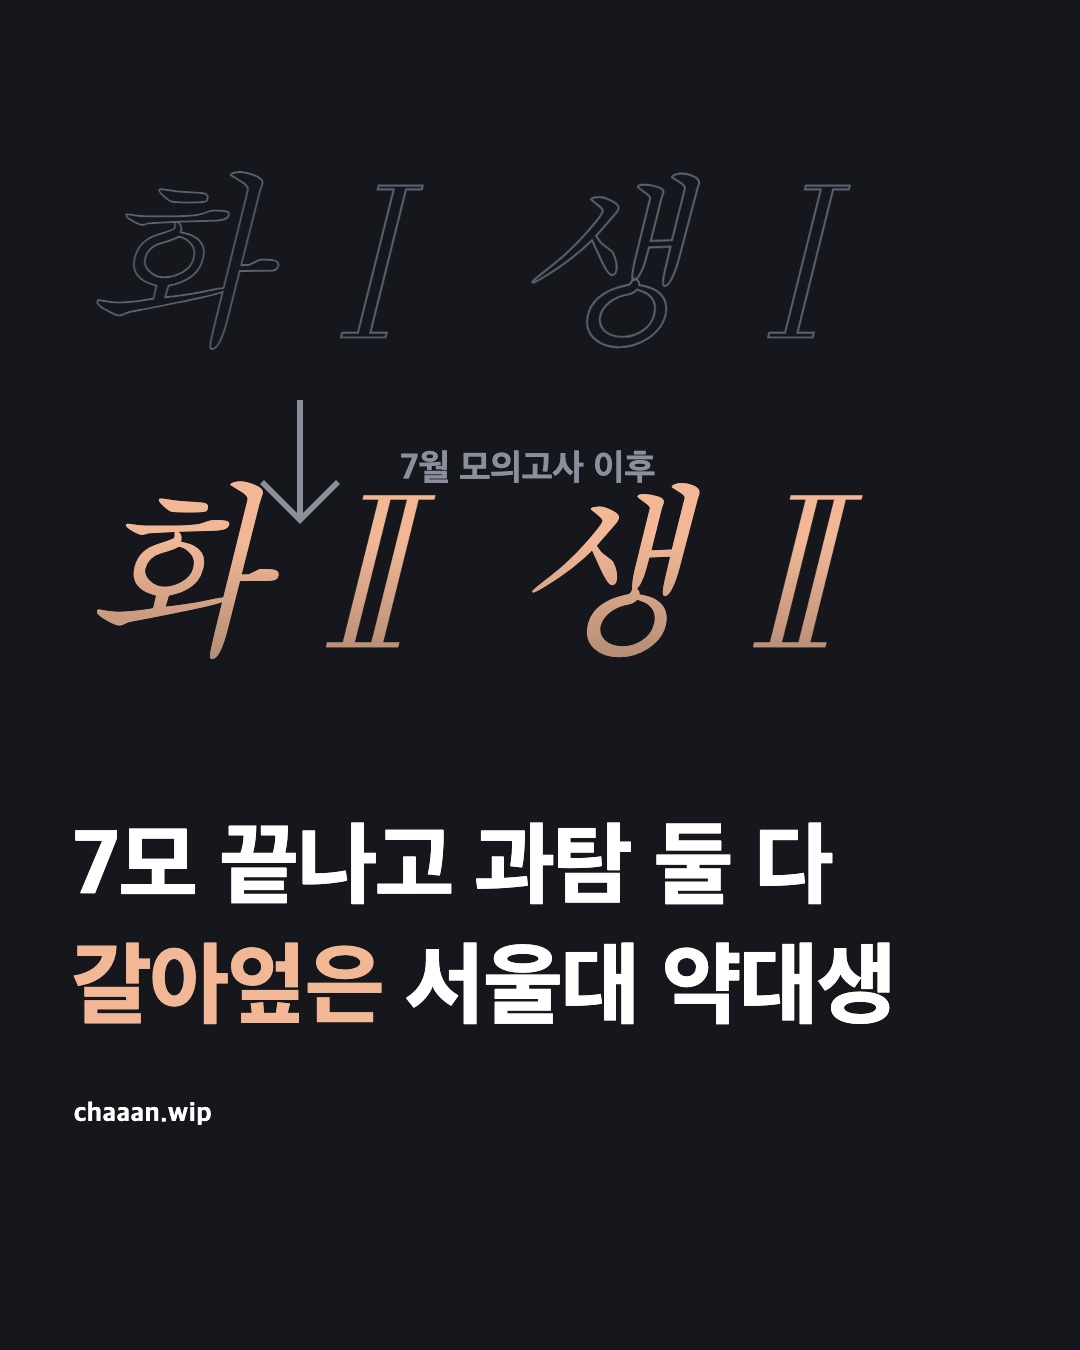 화 Ⅰ 생 Ⅰ
7월 모의고사 이후
화 Ⅱ 생 Ⅱ
7모 끝나고 과탐 둘 다
갈아엎은 서울대 약대생
chaaan.wip